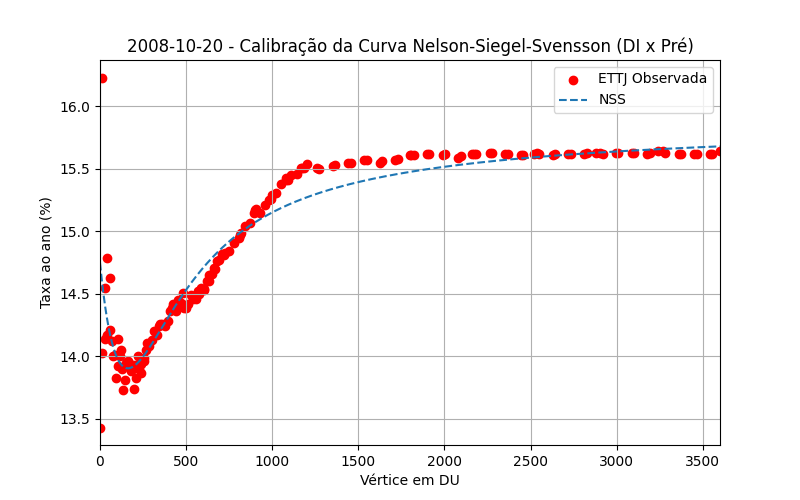 2008-10-20 - Calibração da Curva Nelson-Siegel-Svensson (DI x Pré)
ETTJ Observada
NSS
Taxa ao ano (%)
16.0
15.5
15.0
14.5
14.0
13.5
0 500 1000 1500 2000 2500 3000 3500
Vértice em DU